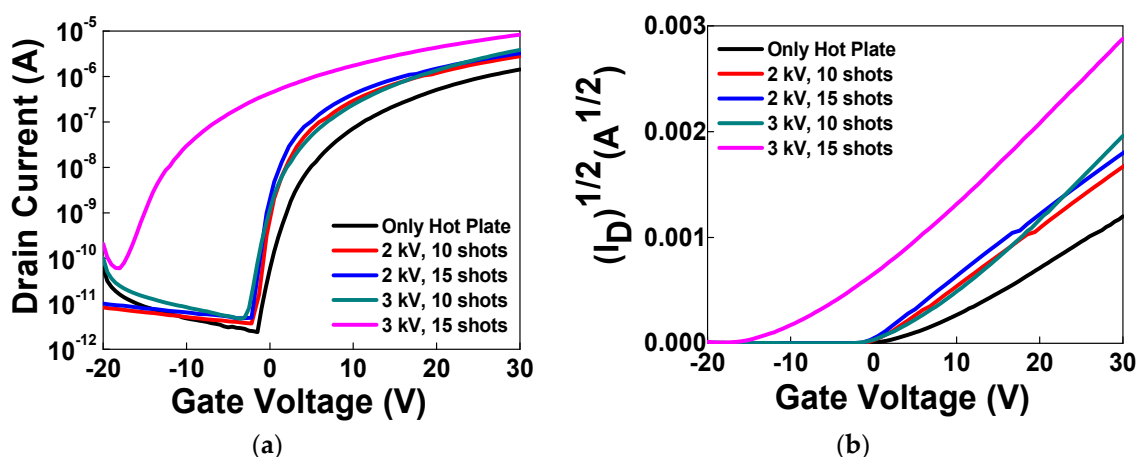 Drain Current (A)
10^-5
10^-6
10^-7
10^-8
10^-9
10^-10
10^-11
10^-12
Only Hot Plate
2 kV, 10 shots
2 kV, 15 shots
3 kV, 10 shots
3 kV, 15 shots
-20 -10 0 10 20 30
Gate Voltage (V)
(a)
(I_D)^1/2(A^1/2)
0.003
0.002
0.001
0.000
Only Hot Plate
2 kV, 10 shots
2 kV, 15 shots
3 kV, 10 shots
3 kV, 15 shots
-20 -10 0 10 20 30
Gate Voltage (V)
(b)